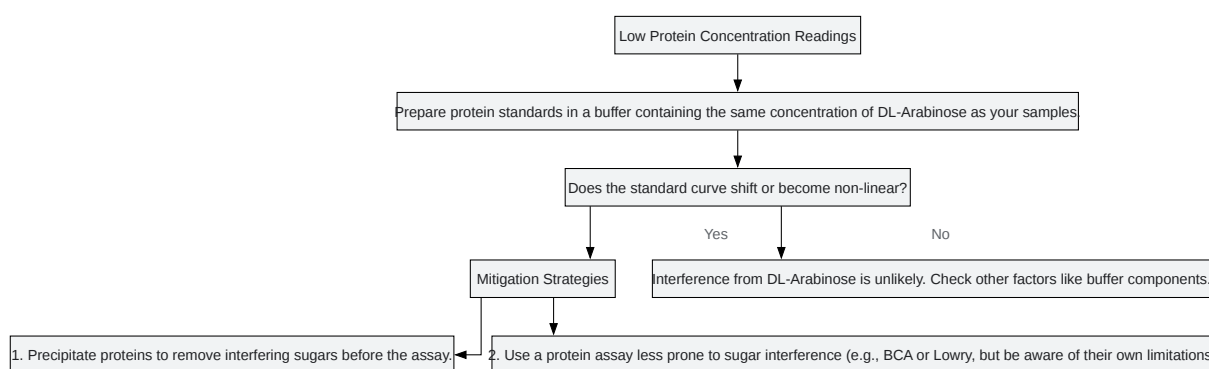 Low Protein Concentration Readings
Prepare protein standards in a buffer containing the same concentration of DL-Arabinose as your samples.
Does the standard curve shift or become non-linear?
Yes
No
Mitigation Strategies
Interference from DL-Arabinose is unlikely. Check other factors like buffer components.
1. Precipitate proteins to remove interfering sugars before the assay.
2. Use a protein assay less prone to sugar interference (e.g., BCA or Lowry, but be aware of their own limitations